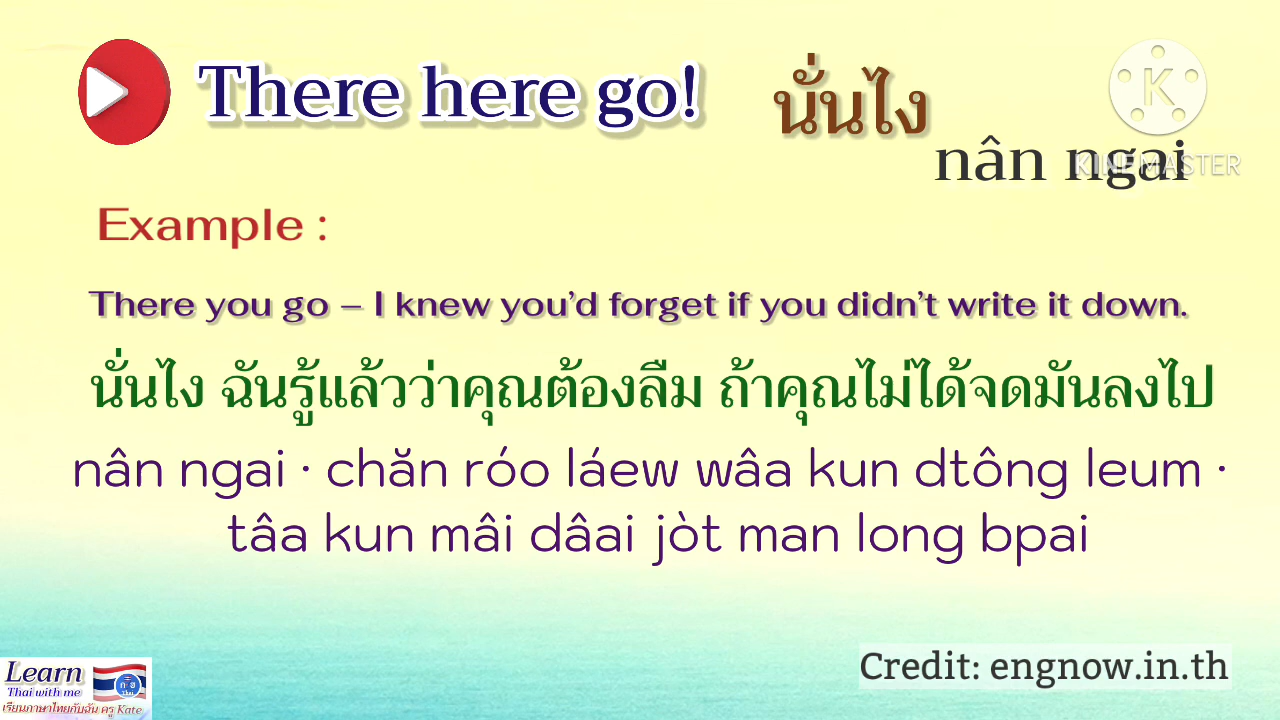 There here go!
นั่นไง
nân ngai
KINEMASTER
Example :
There you go – I knew you’d forget if you didn’t write it down.
นั่นไง ฉันรู้แล้วว่าคุณต้องลืม ถ้าคุณไม่ได้จดมันลงไป
nân ngai · chăn róo láew wâa kun dtông leum ·
tâa kun mâi dâai jòt man long bpai
Credit: engnow.in.th
Learn
Thai with me
เรียนภาษาไทยกับฉัน ครู Kate